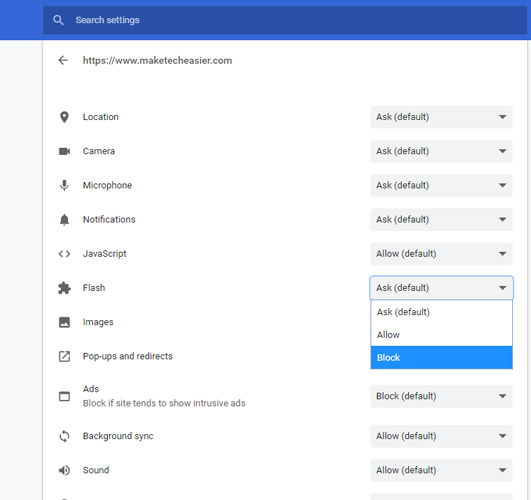 Search settings
https://www.maketecheasier.com
Location Ask (default)
Camera Ask (default)
Microphone Ask (default)
Notifications Ask (default)
JavaScript Allow (default)
Flash Ask (default)
Ask (default)
Images
Allow
Pop-ups and redirects Block
Ads
Block if site tends to show intrusive ads Block (default)
Background sync Allow (default)
Sound Allow (default)